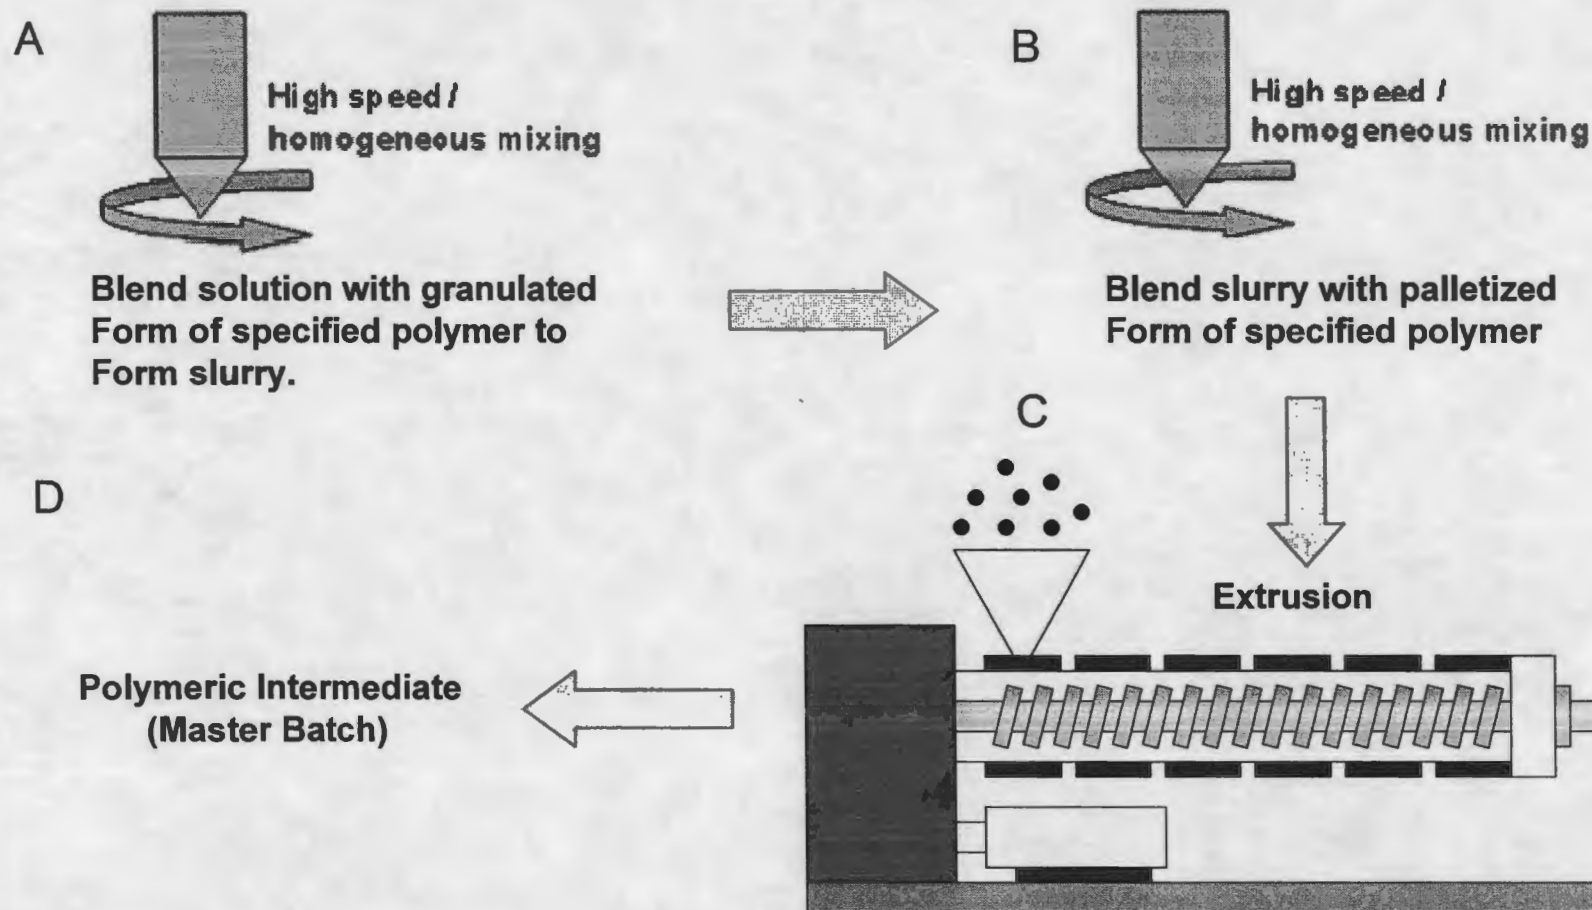 A
High speed /
homogeneous mixing
Blend solution with granulated
Form of specified polymer to
Form slurry.
B
High speed /
homogeneous mixing
Blend slurry with palletized
Form of specified polymer
C
Extrusion
D
Polymeric Intermediate
(Master Batch)